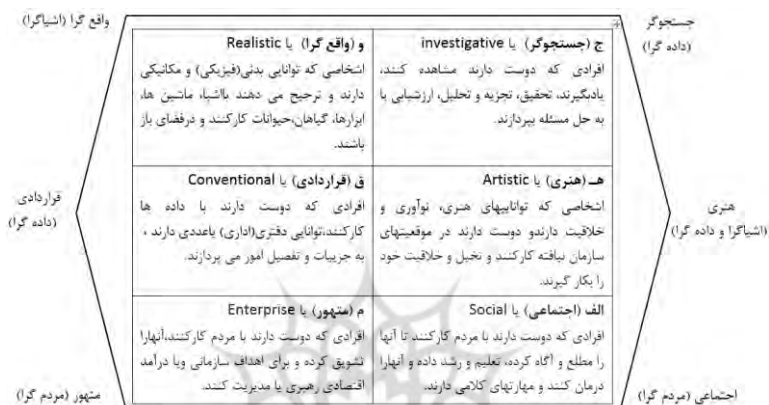 جستجوگر
(داده گرا)
واقع گرا (اشیاگرا)
ج (جستجوگر) یا investigative
افرادی که دوست دارند مشاهده کنند،
یادبگیرند، تحقیق، تجزیه و تحلیل، ارزشیابی یا
به حل مسئله بپردازند.
و (واقع گرا) یا Realistic
اشخاصی که توانایی بدنی(فیزیکی) و مکانیکی
دارند و ترجیح می دهند بااشیا، ماشین ها،
ابزارها، گیاهان،حیوانات کارکنند و درفضای باز
باشند.
هنری
(اشیاگرا و داده گرا)
هـ (هنری) یا Artistic
اشخاصی که تواناییهای هنری، نوآوری و
خلاقیت دارندو دوست دارند در موقعیتهای
سازمان نیافته کارکنند و تخیل و خلاقیت خود
را بکار گیرند.
ق (قراردادی) یا Conventional
افرادی که دوست دارند با داده ها
کارکنند،توانایی دفتری(اداری) یاعددی دارند ،
به جزییات و تفصیل امور می پردازند.
قراردادی
(داده گرا)
الف (اجتماعی) یا Social
افرادی که دوست دارند با مردم کارکنند تا آنها
را مطلع و آگاه کرده، تعلیم و رشد داده و آنهارا
درمان کنند و مهارتهای کلامی دارند.
م (متهور) یا Enterprise
افرادی که دوست دارند با مردم کارکنند،آنهارا
تشویق کرده و برای اهداف سازمانی ویا درآمد
اقتصادی رهبری یا مدیریت کنند.
اجتماعی (مردم گرا)
متهور (مردم گرا)